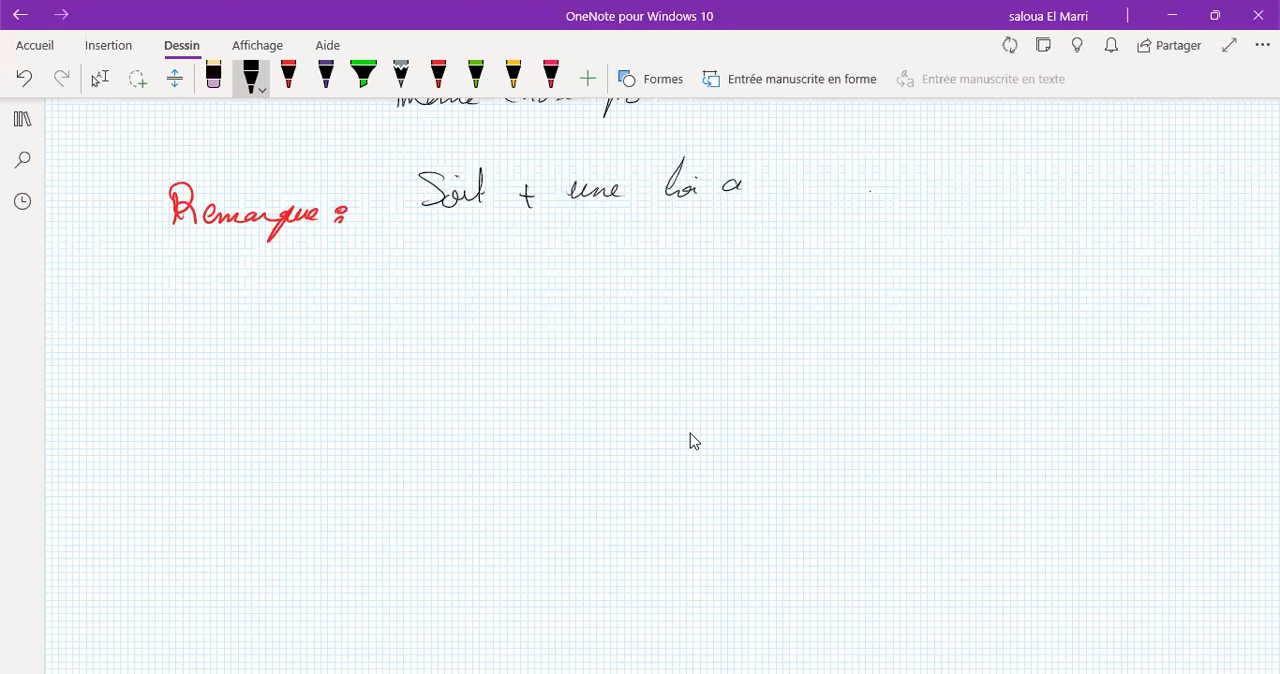 OneNote pour Windows 10
saloua El Marri
Accueil Insertion Dessin Affichage Aide
Partager
Formes Entrée manuscrite en forme Entrée manuscrite en texte
Soit + une loi a
Remarque :